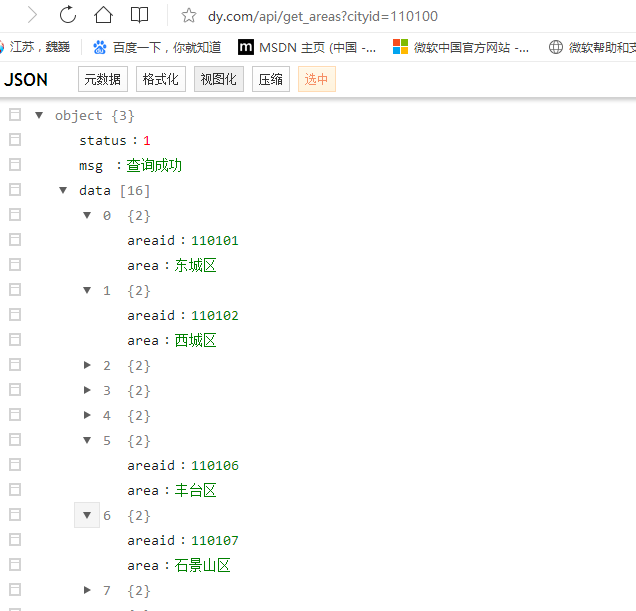 dy.com/api/get_areas?cityid=110100
江苏，魏巍 百度一下，你就知道 m MSDN 主页 (中国 -... 微软中国官方网站 -... 微软帮助和支
JSON 元数据 格式化 视图化 压缩 选中
object {3}
status : 1
msg : 查询成功
data [16]
0 {2}
areaid : 110101
area : 东城区
1 {2}
areaid : 110102
area : 西城区
2 {2}
3 {2}
4 {2}
5 {2}
areaid : 110106
area : 丰台区
6 {2}
areaid : 110107
area : 石景山区
7 {2}